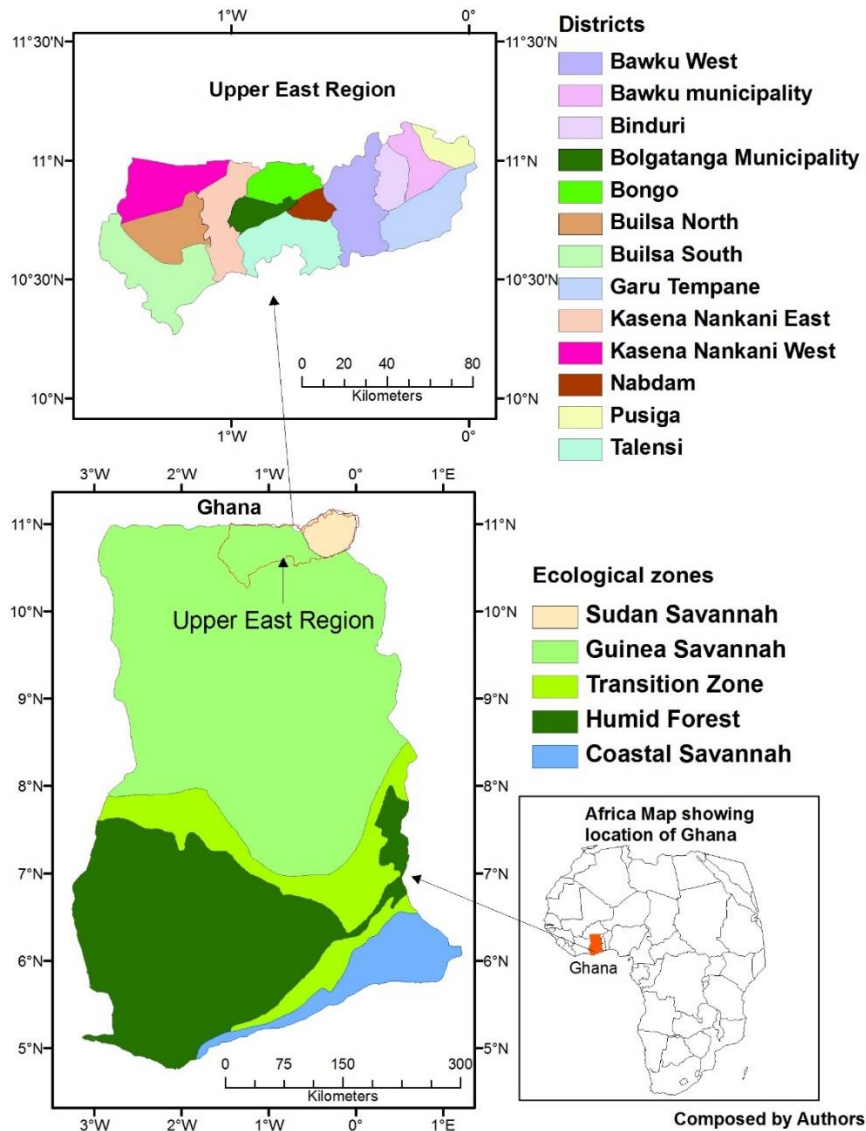 1°W
0°
11°30'N
11°30'N
Upper East Region
11°N
11°N
10°30'N
10°30'N
0
20
40
80
Kilometers
10°N
10°N
1°W
0°
Districts
Bawku West
Bawku municipality
Binduri
Bolgatanga Municipality
Bongo
Builsa North
Builsa South
Garu Tempane
Kasena Nankani East
Kasena Nankani West
Nabdam
Pusiga
Talensi
3°W
2°W
1°W
0°
1°E
Ghana
11°N
11°N
Upper East Region
10°N
10°N
9°N
9°N
8°N
8°N
7°N
7°N
6°N
6°N
5°N
5°N
0
75
150
300
Kilometers
3°W
2°W
1°W
0°
1°E
Ecological zones
Sudan Savannah
Guinea Savannah
Transition Zone
Humid Forest
Coastal Savannah
Africa Map showing
location of Ghana
Ghana
Composed by Authors